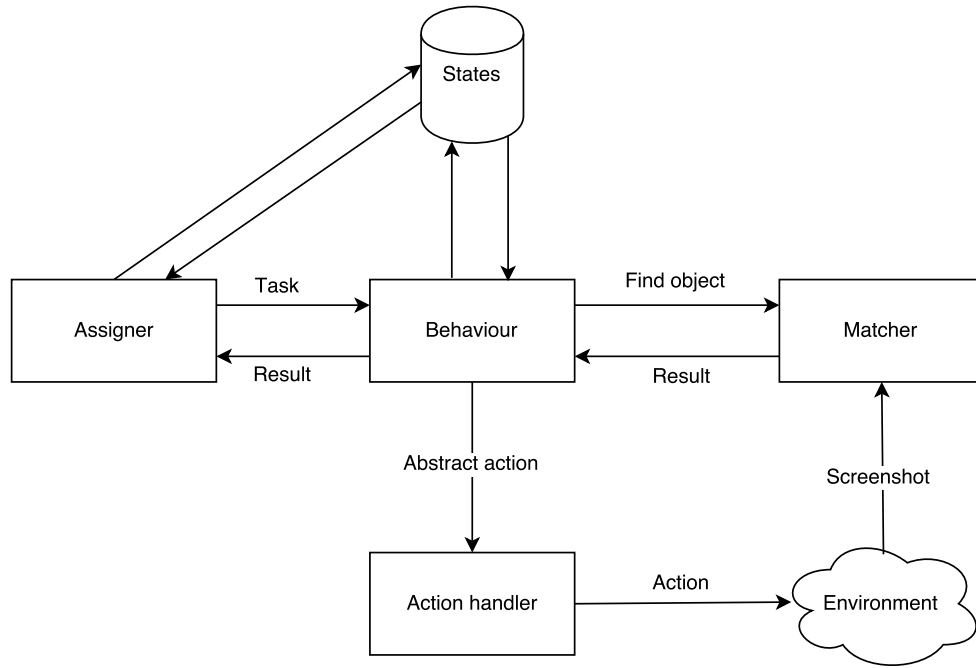 States
Task
Find object
Assigner
Behaviour
Matcher
Result
Result
Abstract action
Screenshot
Action
Action handler
Environment